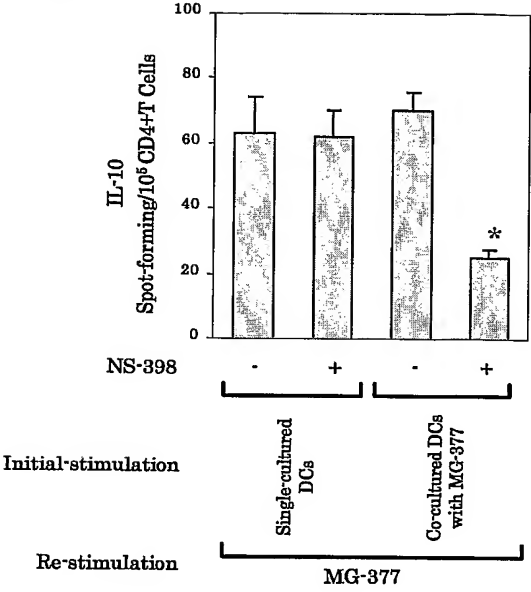 100
80
60
40
20
0
IL-10
Spot-forming/10⁵ CD4+T Cells
*
NS-398 - + - +
Initial-stimulation
Single-cultured
DCs
Co-cultured DCs
with MG-377
Re-stimulation
MG-377